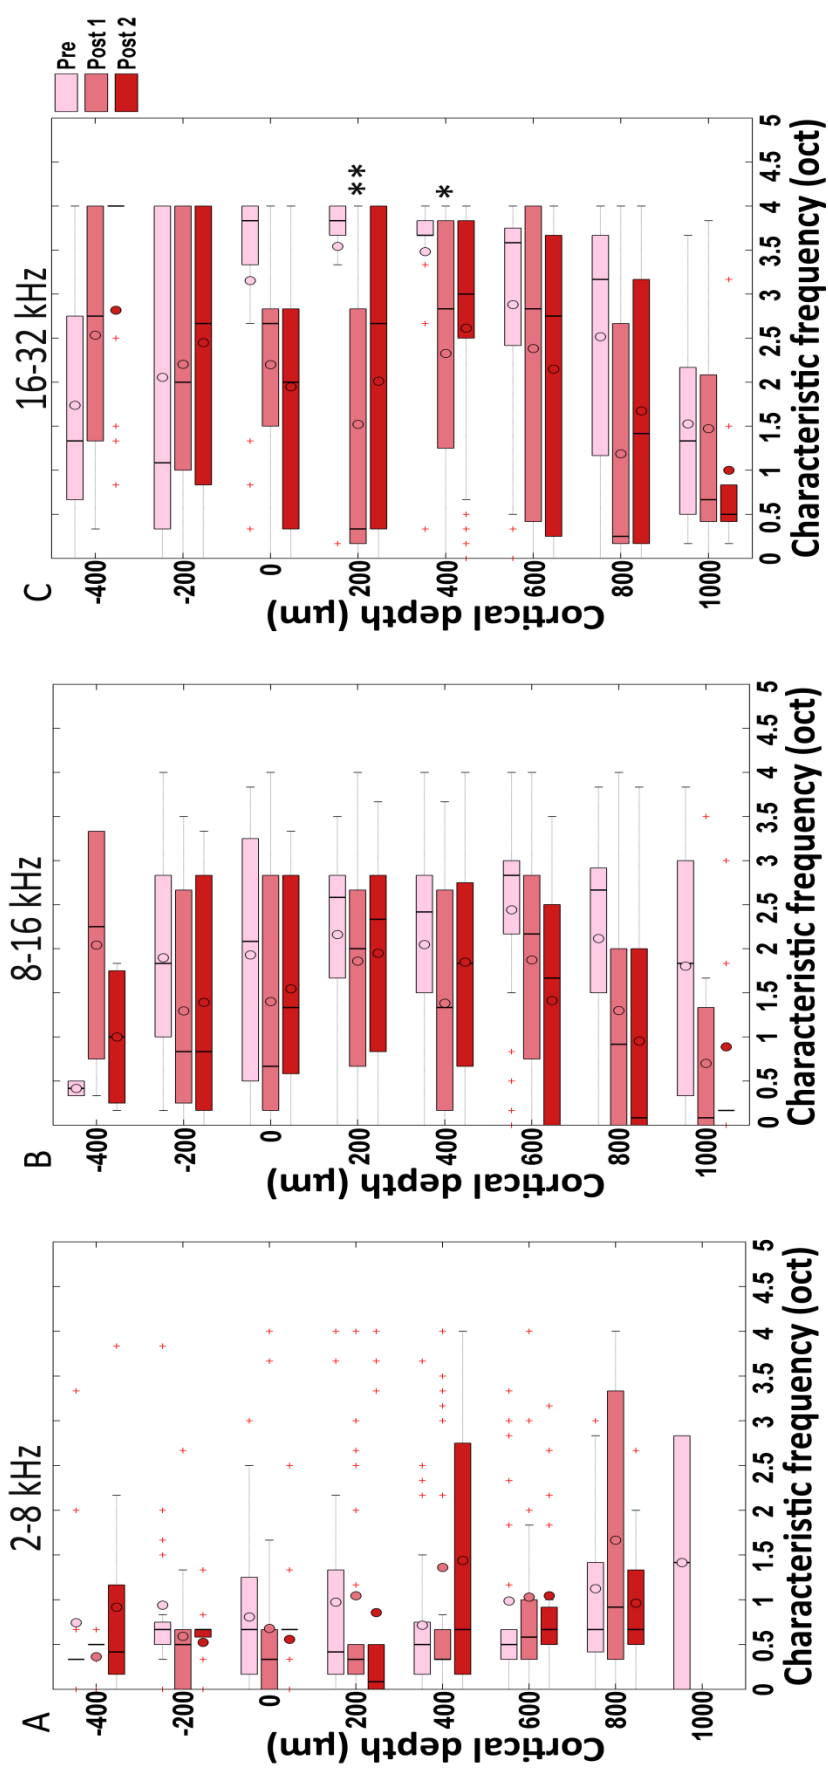 A
2-8 kHz
Cortical depth (µm)
-400
-200
0
200
400
600
800
1000
0 0.5 1 1.5 2 2.5 3 3.5 4 4.5 5
Characteristic frequency (oct)
B
8-16 kHz
Cortical depth (µm)
-400
-200
0
200
400
600
800
1000
0 0.5 1 1.5 2 2.5 3 3.5 4 4.5 5
Characteristic frequency (oct)
C
16-32 kHz
Pre
Post 1
Post 2
Cortical depth (µm)
-400
-200
0
200
**
400
*
600
800
1000
0 0.5 1 1.5 2 2.5 3 3.5 4 4.5 5
Characteristic frequency (oct)